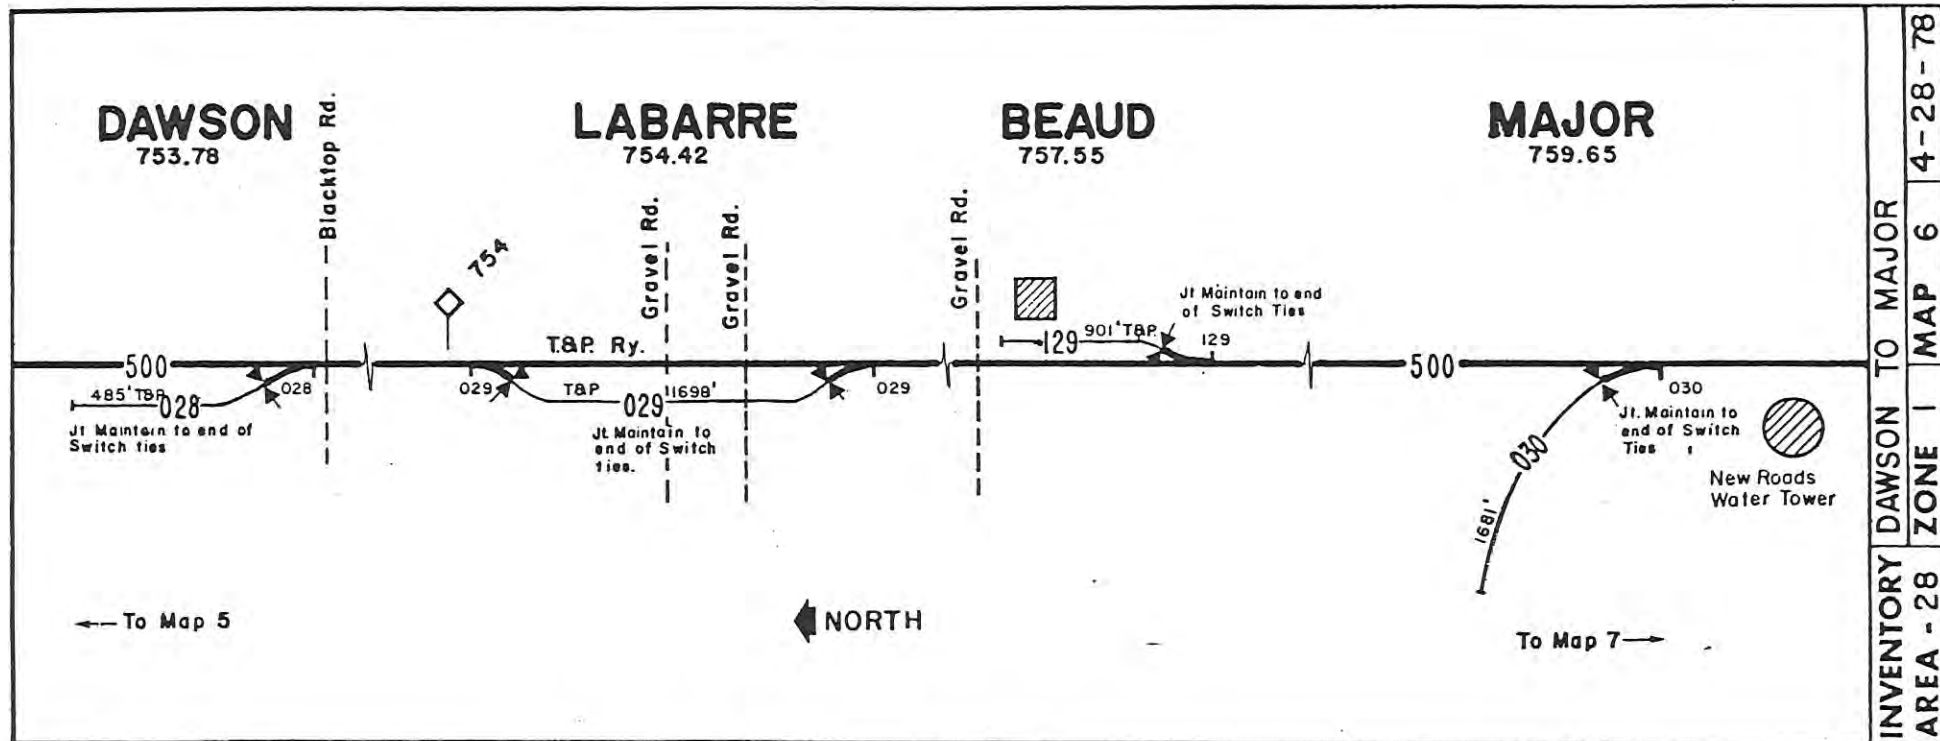 DAWSON
753.78
Blacktop Rd.
LABARRE
754.42
BEAUD
757.55
MAJOR
759.65
754
Gravel Rd.
Gravel Rd.
Gravel Rd.
T.&P. Ry.
500
485' T&P
028
028
Jt Maintain to end of
Switch ties
029
T&P
029
1698'
029
Jt. Maintain to
end of Switch
ties.
129
901' T&P.
129
Jt Maintain to end
of Switch Ties
500
030
030
1681'
Jt. Maintain to
end of Switch
Ties
New Roads
Water Tower
← To Map 5
NORTH
To Map 7 →
INVENTORY DAWSON TO MAJOR
AREA - 28 ZONE 1 MAP 6 4-28-78